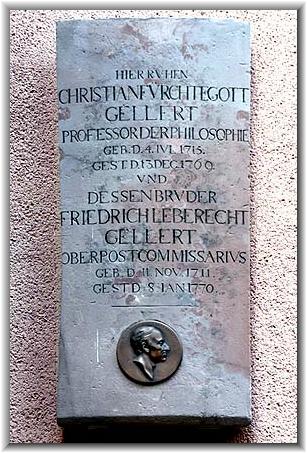 HIER RVHEN
CHRISTIAN FVRCHTEGOTT
GELLERT
PROFESSOR DER PHILOSOPHIE
GEB. D. 4. IVL. 1715.
GEST. D. 13 DEC. 1769.
VND
DESSEN BRVDER
FRIEDRICH LEBERECHT
GELLERT
OBERPOSTCOMMISSARIVS
GEB. D. 11. NOV. 1711.
GEST. D. 8. IAN. 1770.